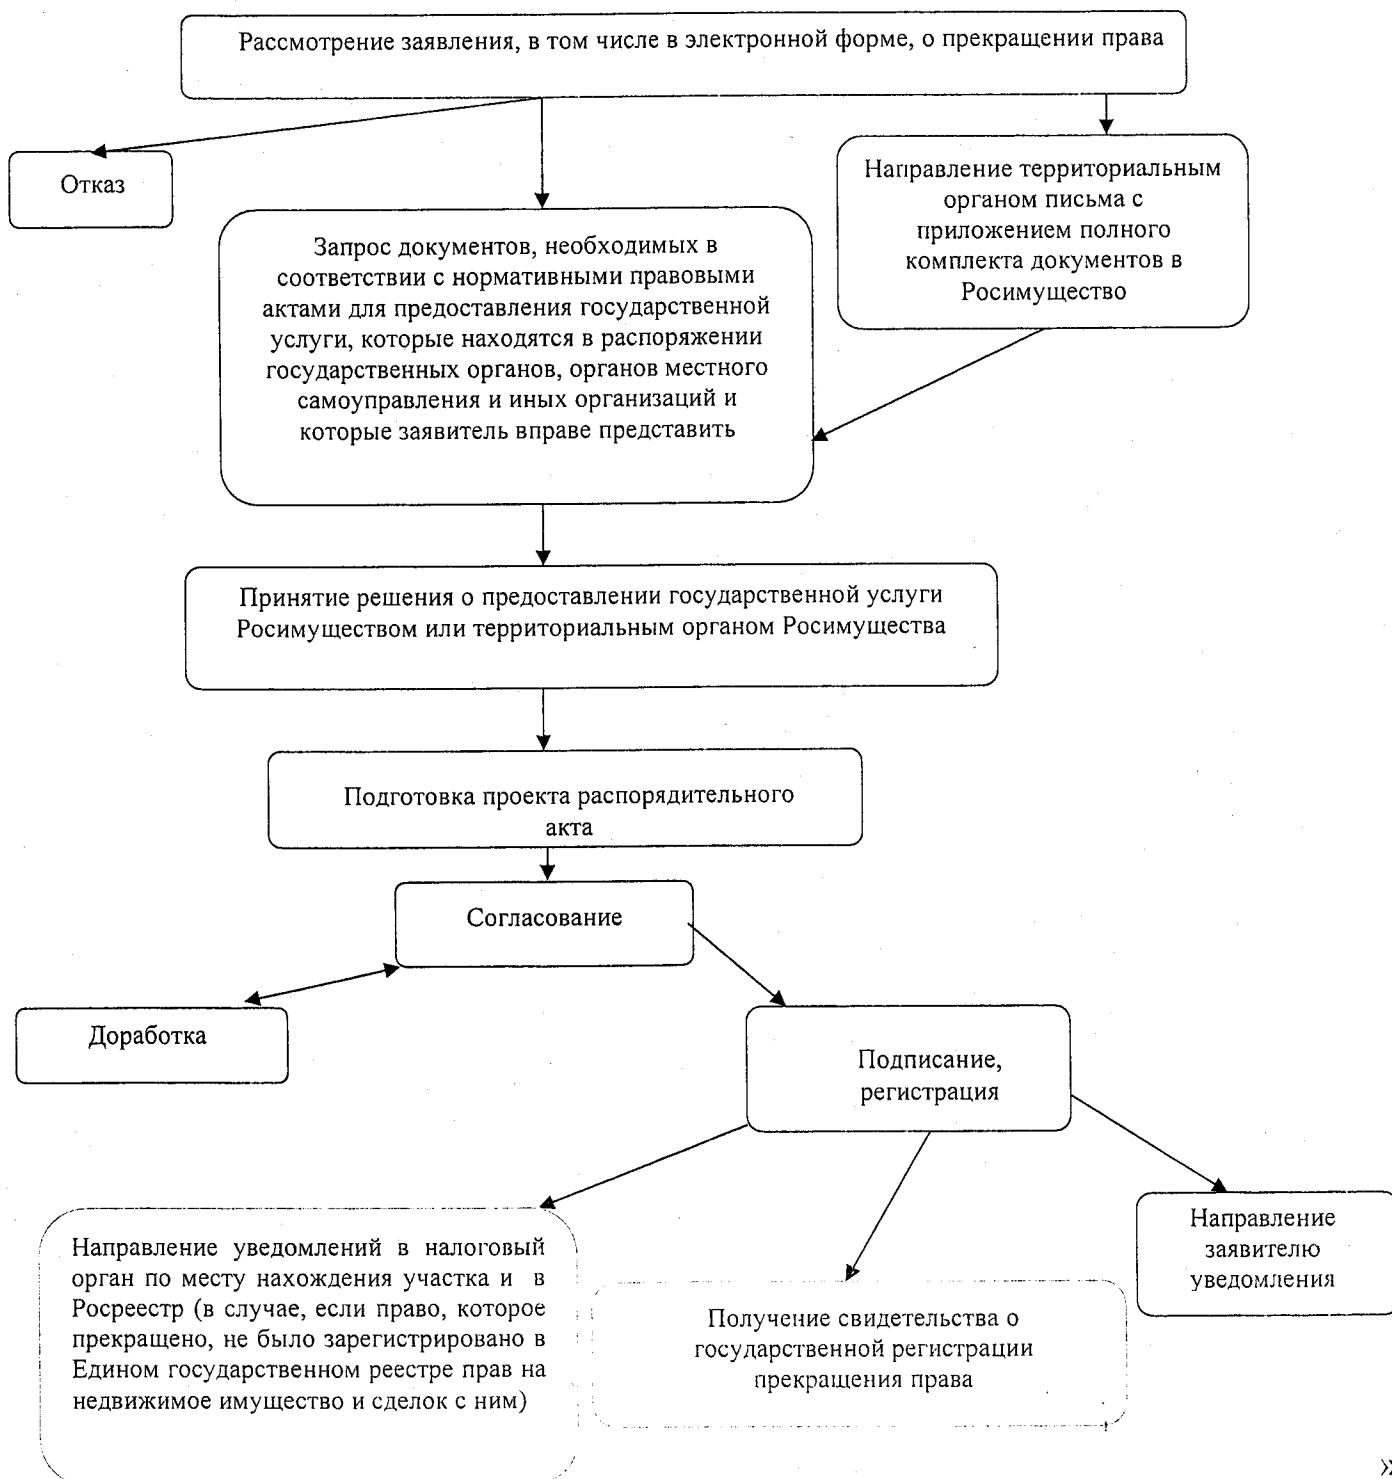 Рассмотрение заявления, в том числе в электронной форме, о прекращении права
Отказ
Направление территориальным
органом письма с
приложением полного
комплекта документов в
Росимущество
Запрос документов, необходимых в
соответствии с нормативными правовыми
актами для предоставления государственной
услуги, которые находятся в распоряжении
государственных органов, органов местного
самоуправления и иных организаций и
которые заявитель вправе представить
Принятие решения о предоставлении государственной услуги
Росимуществом или территориальным органом Росимущества
Подготовка проекта распорядительного
акта
Согласование
Доработка
Подписание,
регистрация
Направление уведомлений в налоговый
орган по месту нахождения участка и в
Росреестр (в случае, если право, которое
прекращено, не было зарегистрировано в
Едином государственном реестре прав на
недвижимое имущество и сделок с ним)
Получение свидетельства о
государственной регистрации
прекращения права
Направление
заявителю
уведомления
»